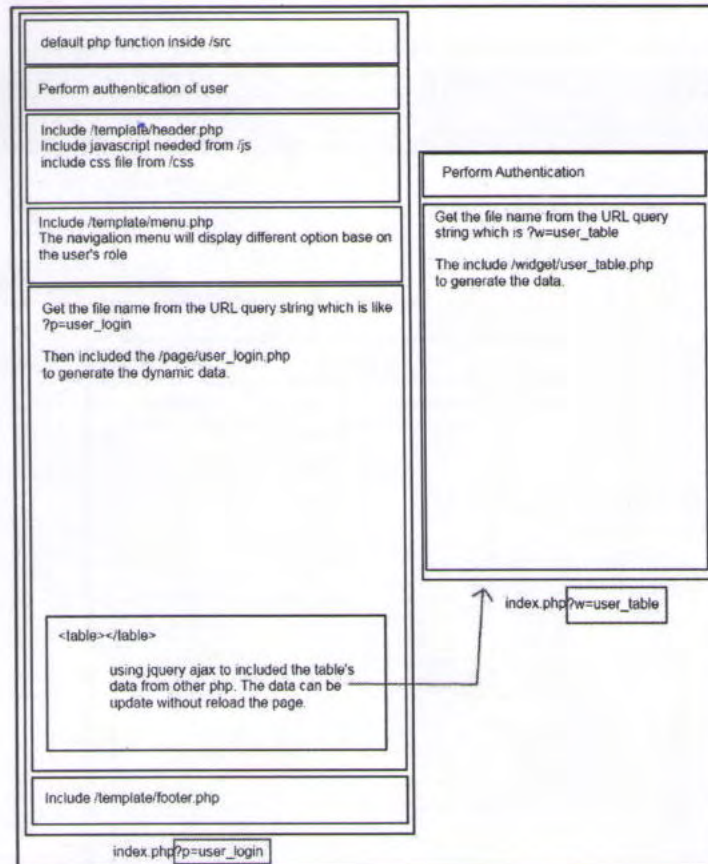 default php function inside /src
Perform authentication of user
Include /template/header.php
Include javascript needed from /js
include css file from /css
Include /template/menu.php
The navigation menu will display different option base on
the user's role
Get the file name from the URL query string which is like
?p=user_login
Then included the /page/user_login.php
to generate the dynamic data.
<table></table>
using jquery ajax to included the table's
data from other php. The data can be
update without reload the page.
Include /template/footer.php
index.php?p=user_login
Perform Authentication
Get the file name from the URL query
string which is ?w=user_table
The include /widget/user_table.php
to generate the data.
index.php?w=user_table